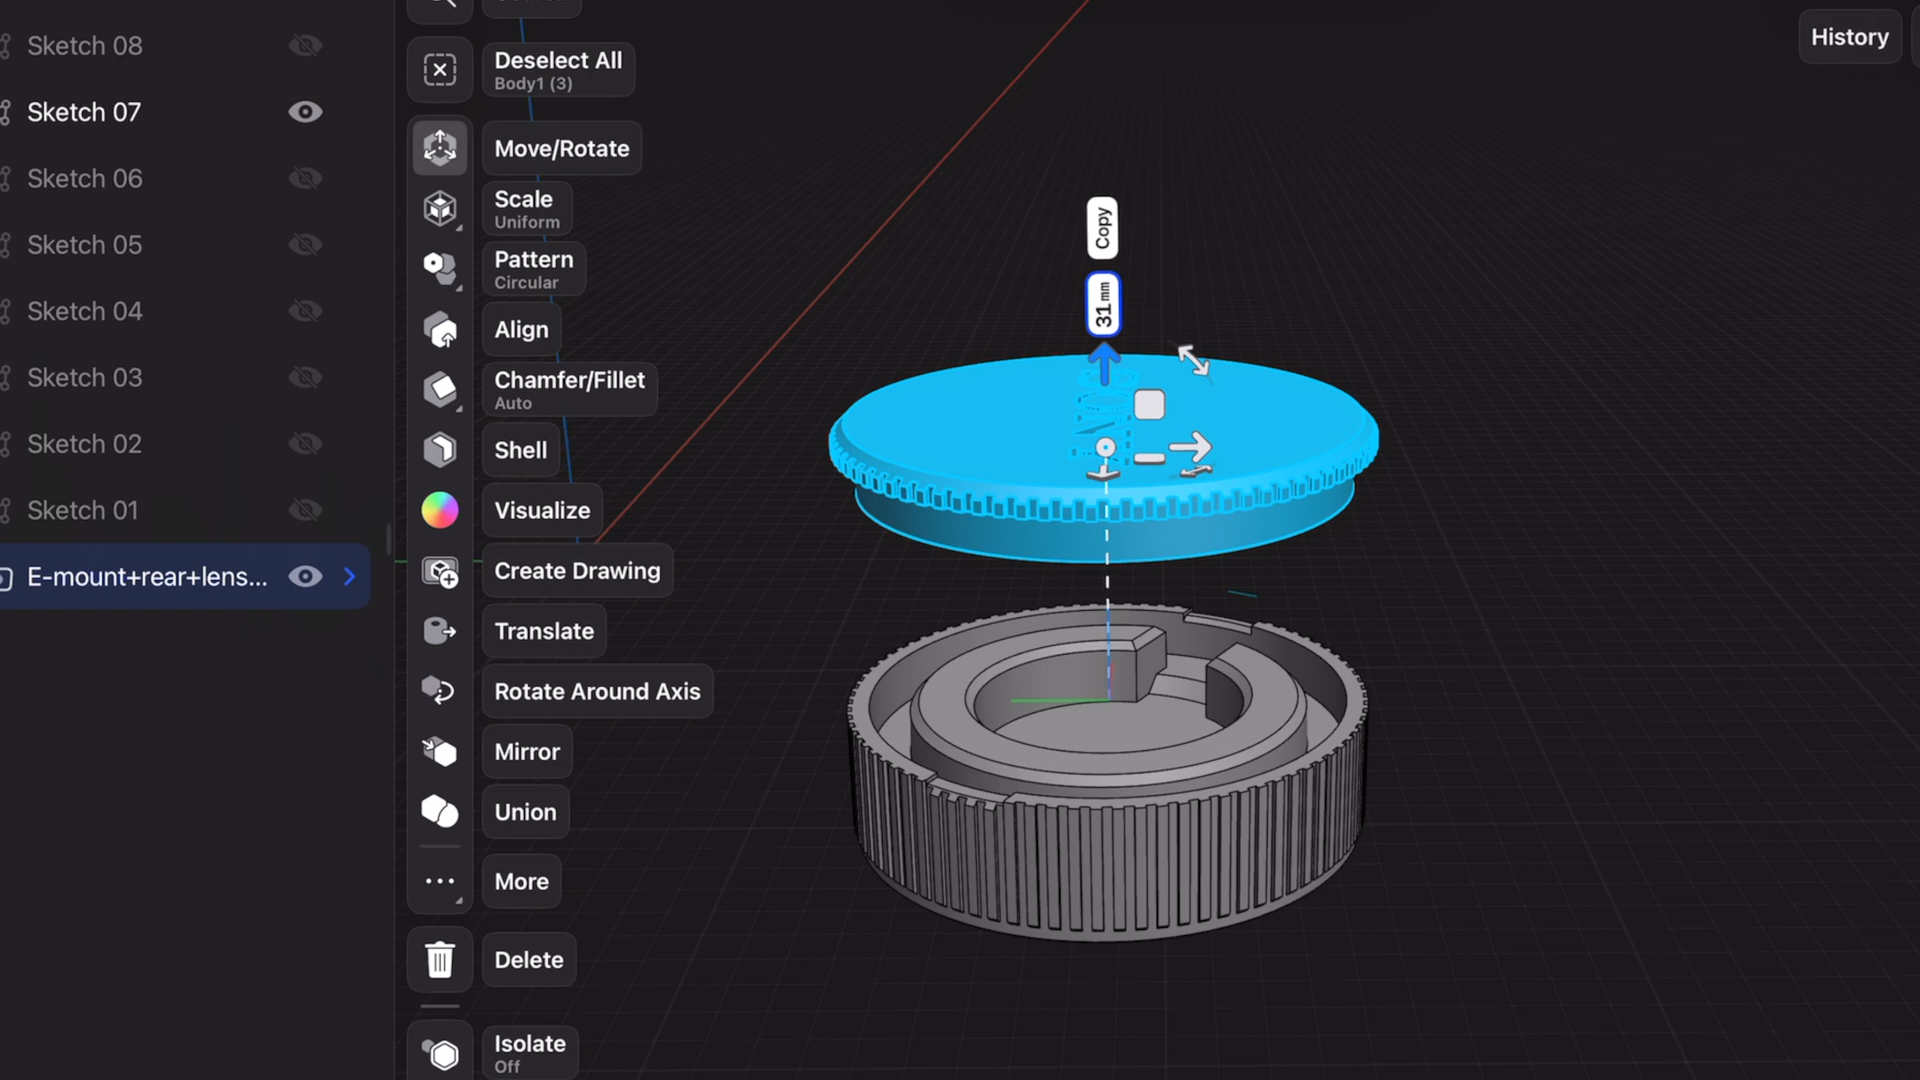 Sketch 08
Sketch 07
Sketch 06
Sketch 05
Sketch 04
Sketch 03
Sketch 02
Sketch 01
E-mount+rear+lens...
Deselect All
Body1 (3)
Move/Rotate
Scale
Uniform
Pattern
Circular
Align
Chamfer/Fillet
Auto
Shell
Visualize
Create Drawing
Translate
Rotate Around Axis
Mirror
Union
More
Delete
Isolate
Off
Copy
31 mm
History